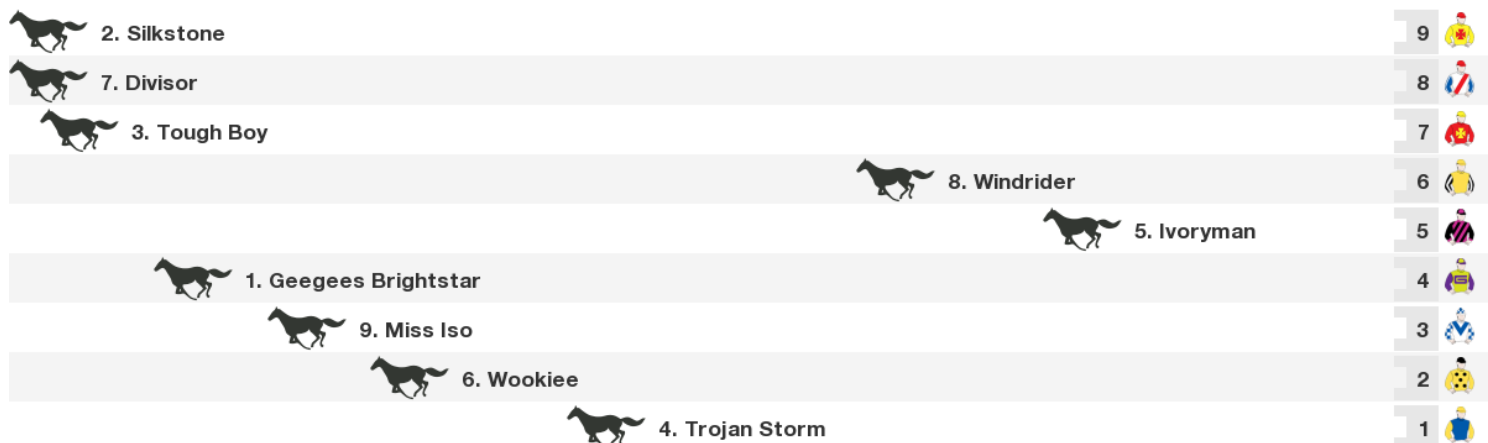 2. Silkstone 9
7. Divisor 8
3. Tough Boy 7
8. Windrider 6
5. Ivoryman 5
1. Geegees Brightstar 4
9. Miss Iso 3
6. Wookiee 2
4. Trojan Storm 1